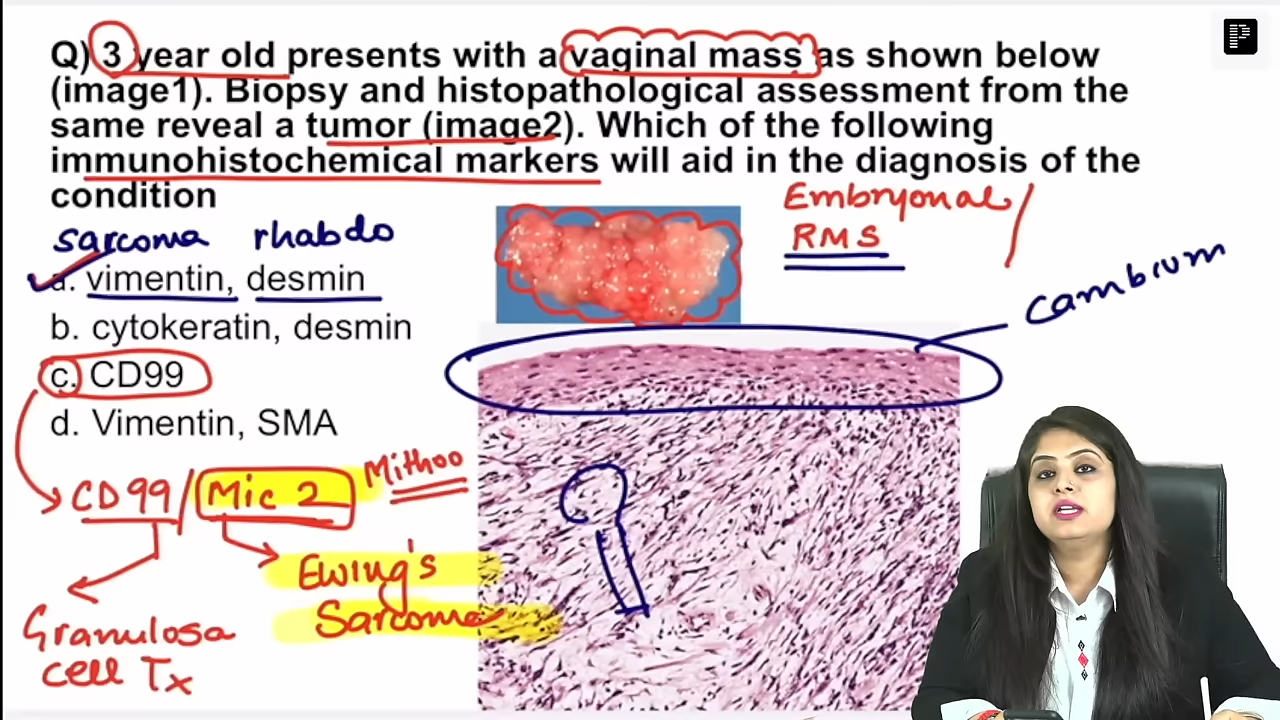 Q) 3 year old presents with a vaginal mass as shown below
(image1). Biopsy and histopathological assessment from the
same reveal a tumor (image2). Which of the following
immunohistochemical markers will aid in the diagnosis of the
condition
Embryonal
RMS
sarcoma rhabdo
a. vimentin, desmin
cambium
b. cytokeratin, desmin
c. CD99
d. Vimentin, SMA
CD99/ Mic 2 Mithoo
Ewing's
Sarcoma
Granulosa
cell Tx
P